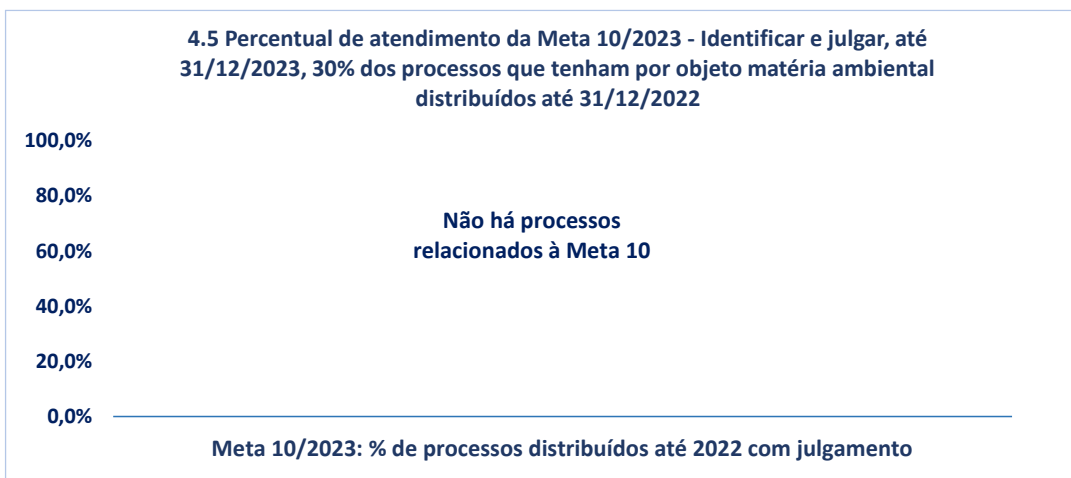 4.5 Percentual de atendimento da Meta 10/2023 - Identificar e julgar, até
31/12/2023, 30% dos processos que tenham por objeto matéria ambiental
distribuídos até 31/12/2022
100,0%
80,0%
Não há processos
relacionados à Meta 10
60,0%
40,0%
20,0%
0,0%
Meta 10/2023: % de processos distribuídos até 2022 com julgamento